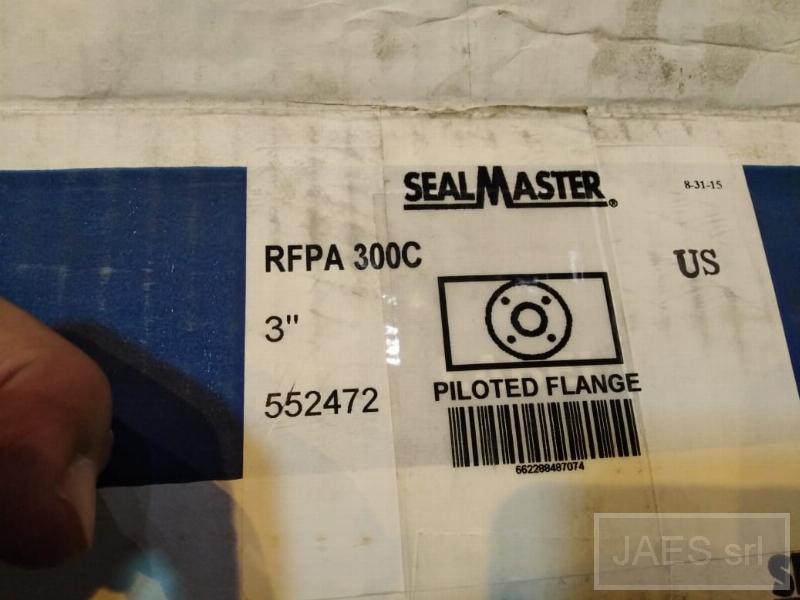 SEALMASTER®
8-31-15
RFPA 300C
US
3"
552472
PILOTED FLANGE
662288487074
JAES srl